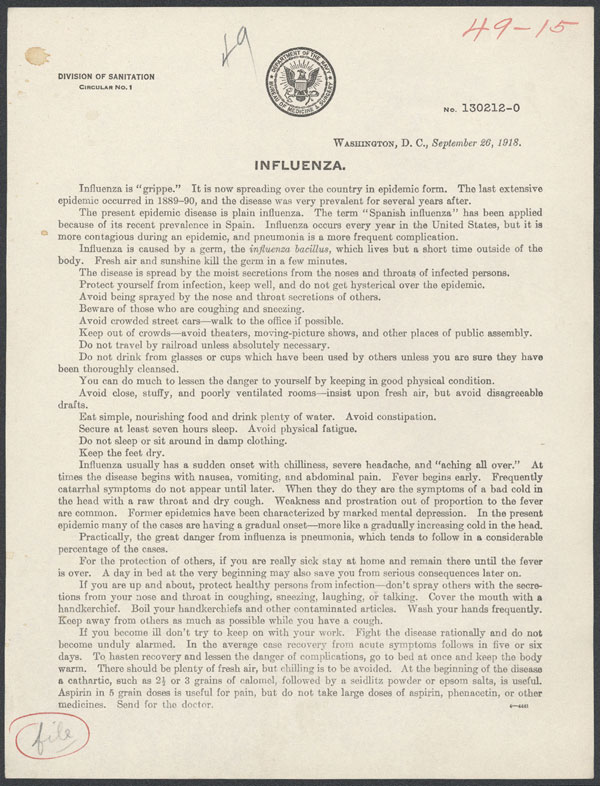 49
49-15
DIVISION OF SANITATION
CIRCULAR No. 1
DEPARTMENT OF THE NAVY
BUREAU OF MEDICINE & SURGERY
No. 130212-0
WASHINGTON, D. C., September 26, 1918.
INFLUENZA.
Influenza is "grippe." It is now spreading over the country in epidemic form. The last extensive
epidemic occurred in 1889-90, and the disease was very prevalent for several years after.
The present epidemic disease is plain influenza. The term "Spanish influenza" has been applied
because of its recent prevalence in Spain. Influenza occurs every year in the United States, but it is
more contagious during an epidemic, and pneumonia is a more frequent complication.
Influenza is caused by a germ, the influenza bacillus, which lives but a short time outside of the
body. Fresh air and sunshine kill the germ in a few minutes.
The disease is spread by the moist secretions from the noses and throats of infected persons.
Protect yourself from infection, keep well, and do not get hysterical over the epidemic.
Avoid being sprayed by the nose and throat secretions of others.
Beware of those who are coughing and sneezing.
Avoid crowded street cars—walk to the office if possible.
Keep out of crowds—avoid theaters, moving-picture shows, and other places of public assembly.
Do not travel by railroad unless absolutely necessary.
Do not drink from glasses or cups which have been used by others unless you are sure they have
been thoroughly cleansed.
You can do much to lessen the danger to yourself by keeping in good physical condition.
Avoid close, stuffy, and poorly ventilated rooms—insist upon fresh air, but avoid disagreeable
drafts.
Eat simple, nourishing food and drink plenty of water. Avoid constipation.
Secure at least seven hours sleep. Avoid physical fatigue.
Do not sleep or sit around in damp clothing.
Keep the feet dry.
Influenza usually has a sudden onset with chilliness, severe headache, and "aching all over." At
times the disease begins with nausea, vomiting, and abdominal pain. Fever begins early. Frequently
catarrhal symptoms do not appear until later. When they do they are the symptoms of a bad cold in
the head with a raw throat and dry cough. Weakness and prostration out of proportion to the fever
are common. Former epidemics have been characterized by marked mental depression. In the present
epidemic many of the cases are having a gradual onset—more like a gradually increasing cold in the head.
Practically, the great danger from influenza is pneumonia, which tends to follow in a considerable
percentage of the cases.
For the protection of others, if you are really sick stay at home and remain there until the fever
is over. A day in bed at the very beginning may also save you from serious consequences later on.
If you are up and about, protect healthy persons from infection—don't spray others with the secre-
tions from your nose and throat in coughing, sneezing, laughing, or talking. Cover the mouth with a
handkerchief. Boil your handkerchiefs and other contaminated articles. Wash your hands frequently.
Keep away from others as much as possible while you have a cough.
If you become ill don't try to keep on with your work. Fight the disease rationally and do not
become unduly alarmed. In the average case recovery from acute symptoms follows in five or six
days. To hasten recovery and lessen the danger of complications, go to bed at once and keep the body
warm. There should be plenty of fresh air, but chilling is to be avoided. At the beginning of the disease
a cathartic, such as 2½ or 3 grains of calomel, followed by a seidlitz powder or epsom salts, is useful.
Aspirin in 5 grain doses is useful for pain, but do not take large doses of aspirin, phenacetin, or other
medicines. Send for the doctor.
file